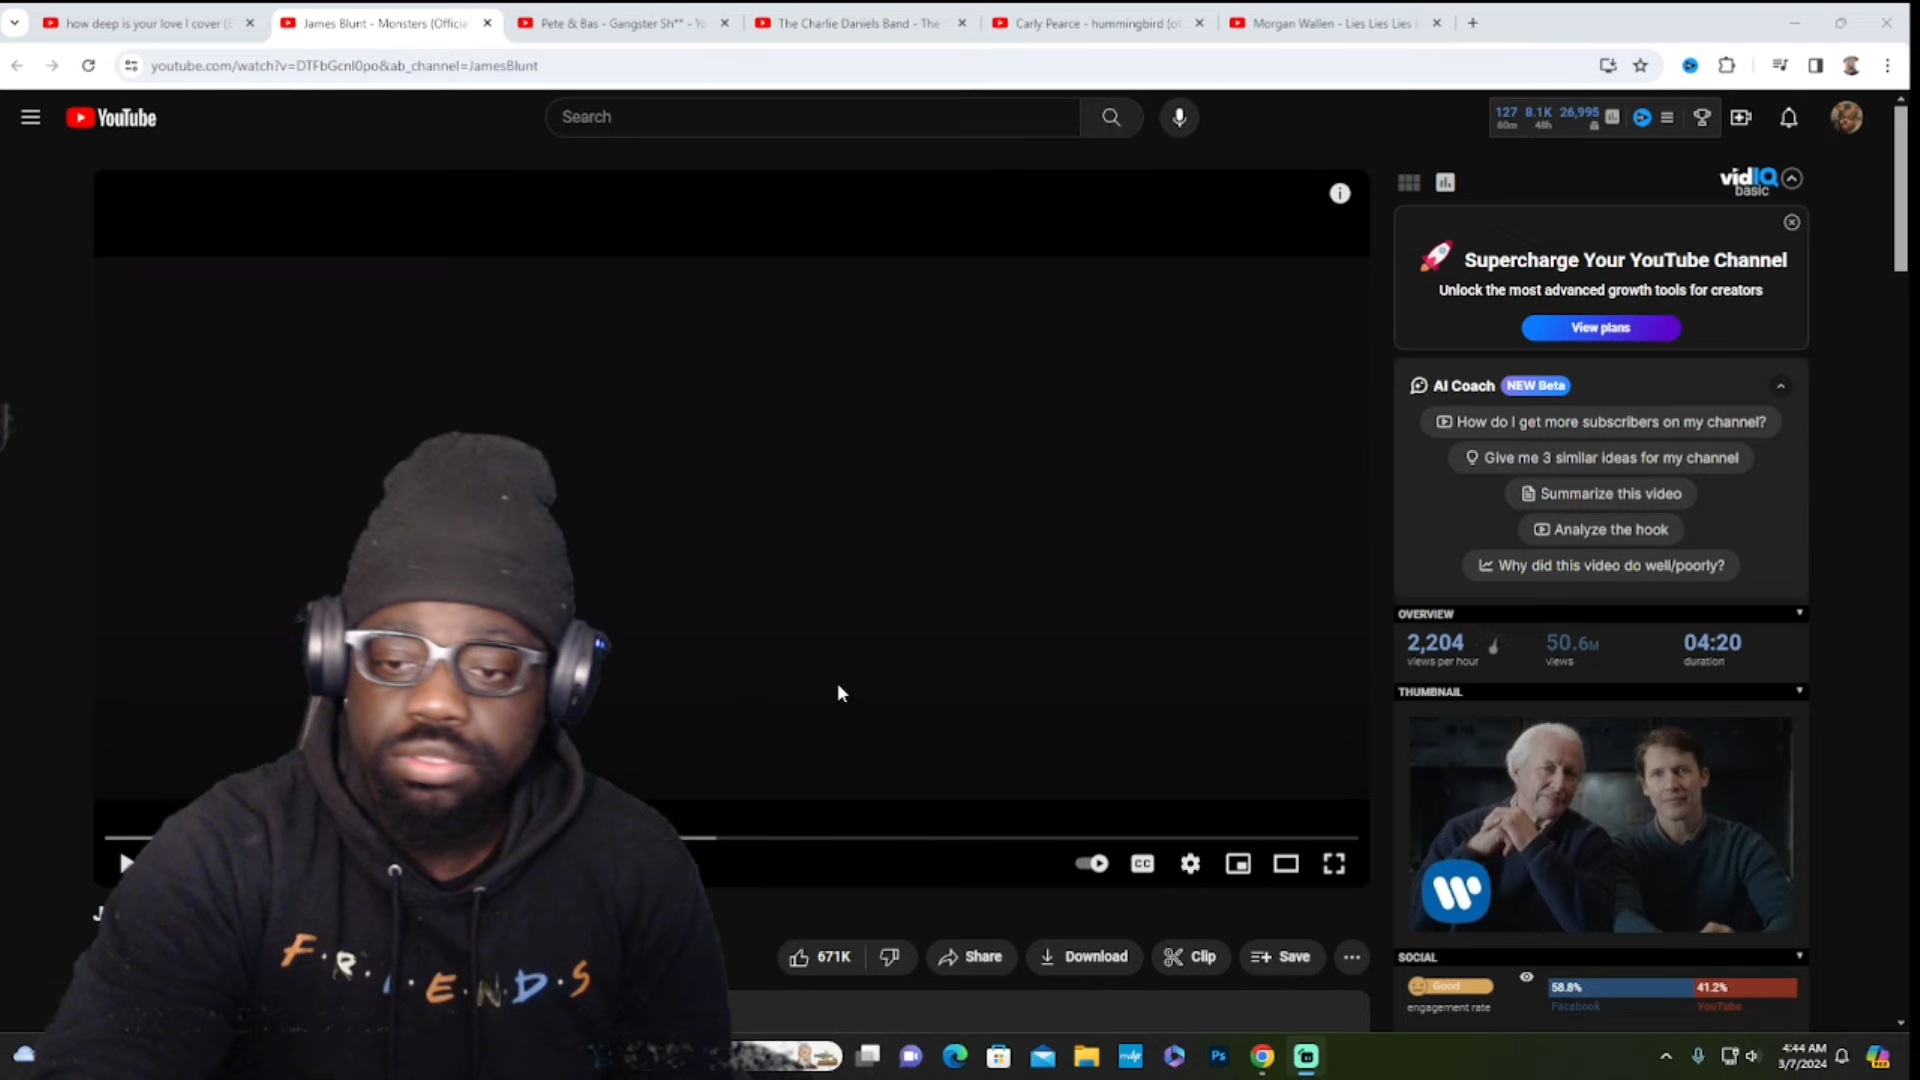 how deep is your love I cover (
James Blunt - Monsters (Officia
Pete & Bas - Gangster Sh** - Yo
The Charlie Daniels Band - The
Carly Pearce - hummingbird (of
Morgan Wallen - Lies Lies Lies
youtube.com/watch?v=DTFbGcnl0po&ab_channel=JamesBlunt
YouTube
Search
127 8.1K 26,995
60m 48h
vidIQ
basic
Supercharge Your YouTube Channel
Unlock the most advanced growth tools for creators
View plans
AI Coach NEW Beta
How do I get more subscribers on my channel?
Give me 3 similar ideas for my channel
Summarize this video
Analyze the hook
Why did this video do well/poorly?
OVERVIEW
2,204 50.6M 04:20
views per hour views duration
THUMBNAIL
CC
J
F·R·I·E·N·D·S
671K Share Download Clip Save
SOCIAL
Good 58.8% 41.2%
engagement rate Facebook YouTube
Ps
4:44 AM
3/7/2024